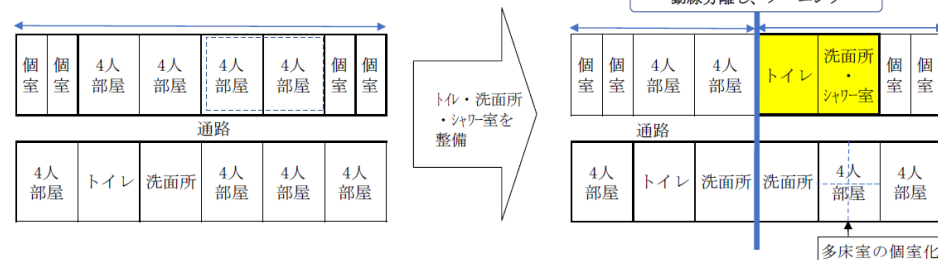 動線分離し、ゾーニング
個室
個室
4人部屋
4人部屋
4人部屋
4人部屋
個室
個室
通路
4人部屋
トイレ
洗面所
4人部屋
4人部屋
4人部屋
トイレ・洗面所
・シャワー室を
整備
個室
個室
4人部屋
4人部屋
トイレ
洗面所
・
シャワー室
個室
個室
通路
4人部屋
トイレ
洗面所
洗面所
4人部屋
4人部屋
多床室の個室化